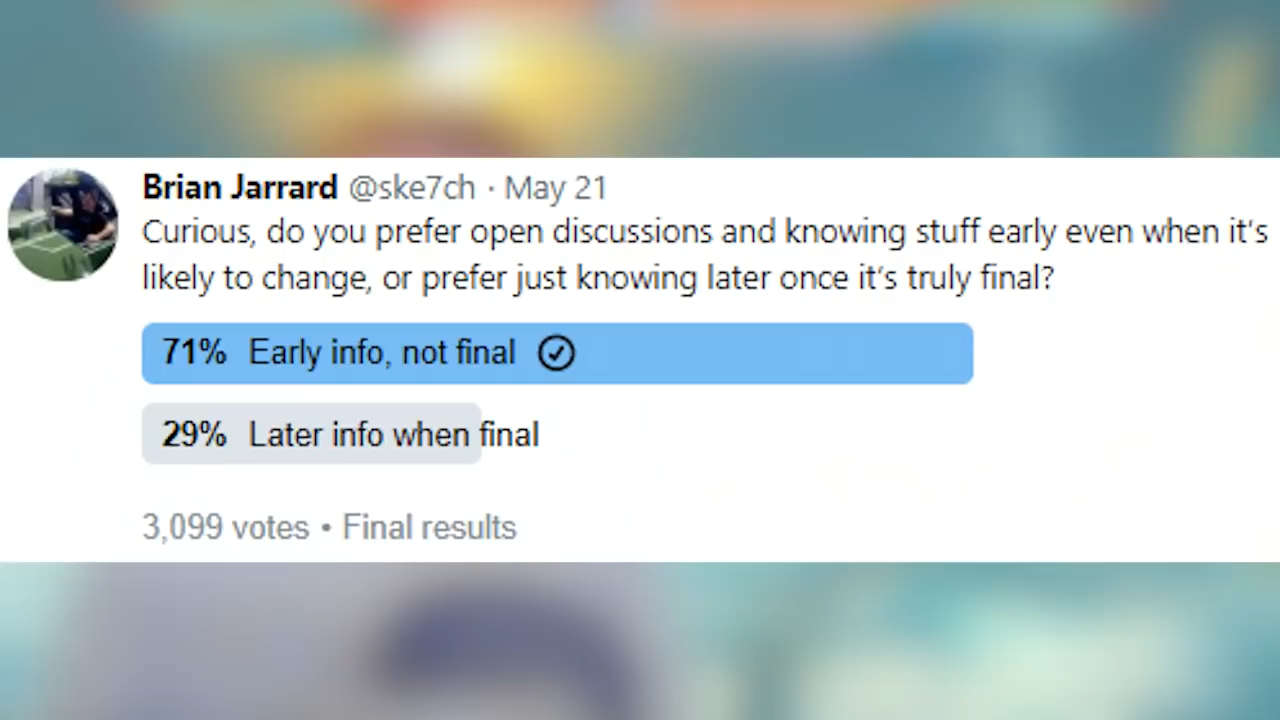 Brian Jarrard @ske7ch · May 21
Curious, do you prefer open discussions and knowing stuff early even when it's
likely to change, or prefer just knowing later once it's truly final?
71% Early info, not final
29% Later info when final
3,099 votes • Final results